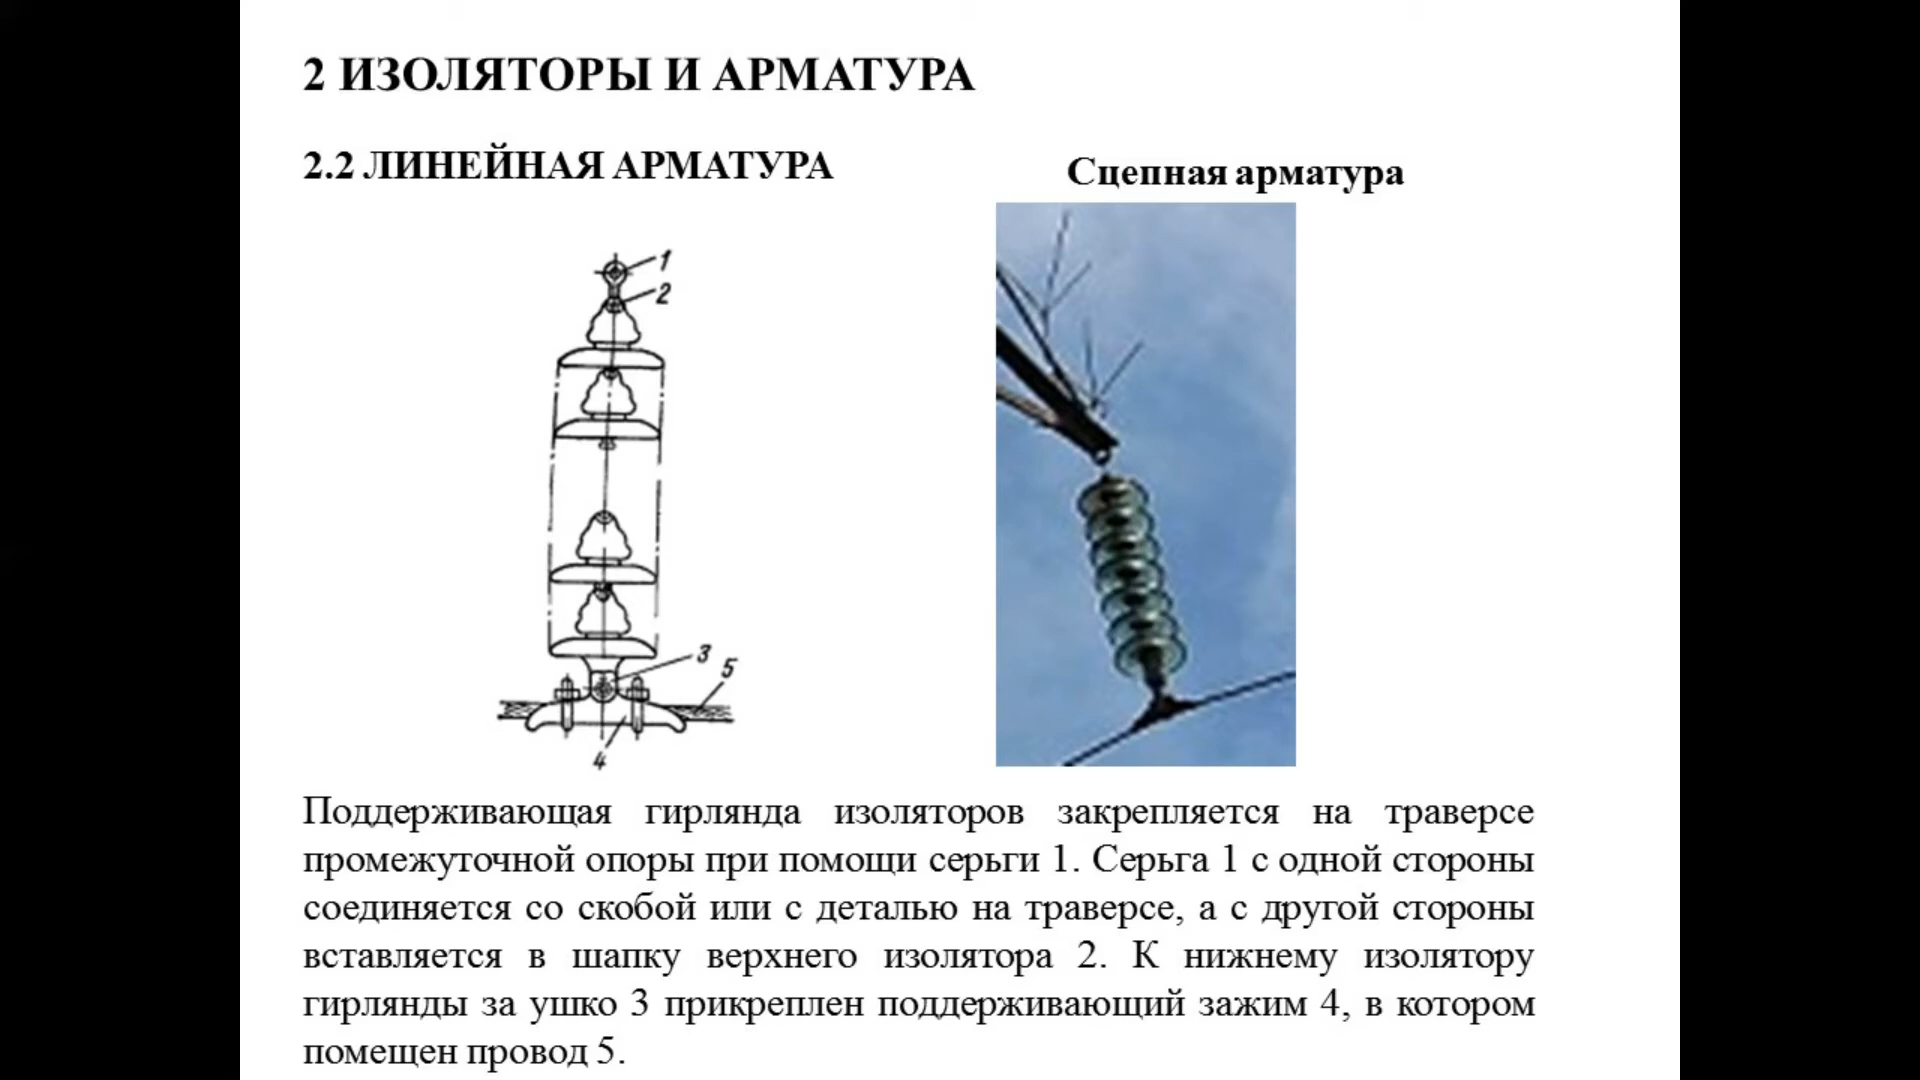 2 ИЗОЛЯТОРЫ И АРМАТУРА
2.2 ЛИНЕЙНАЯ АРМАТУРА
Сцепная арматура
1
2
3
5
4
Поддерживающая гирлянда изоляторов закрепляется на траверсе
промежуточной опоры при помощи серьги 1. Серьга 1 с одной стороны
соединяется со скобой или с деталью на траверсе, а с другой стороны
вставляется в шапку верхнего изолятора 2. К нижнему изолятору
гирлянды за ушко 3 прикреплен поддерживающий зажим 4, в котором
помещен провод 5.